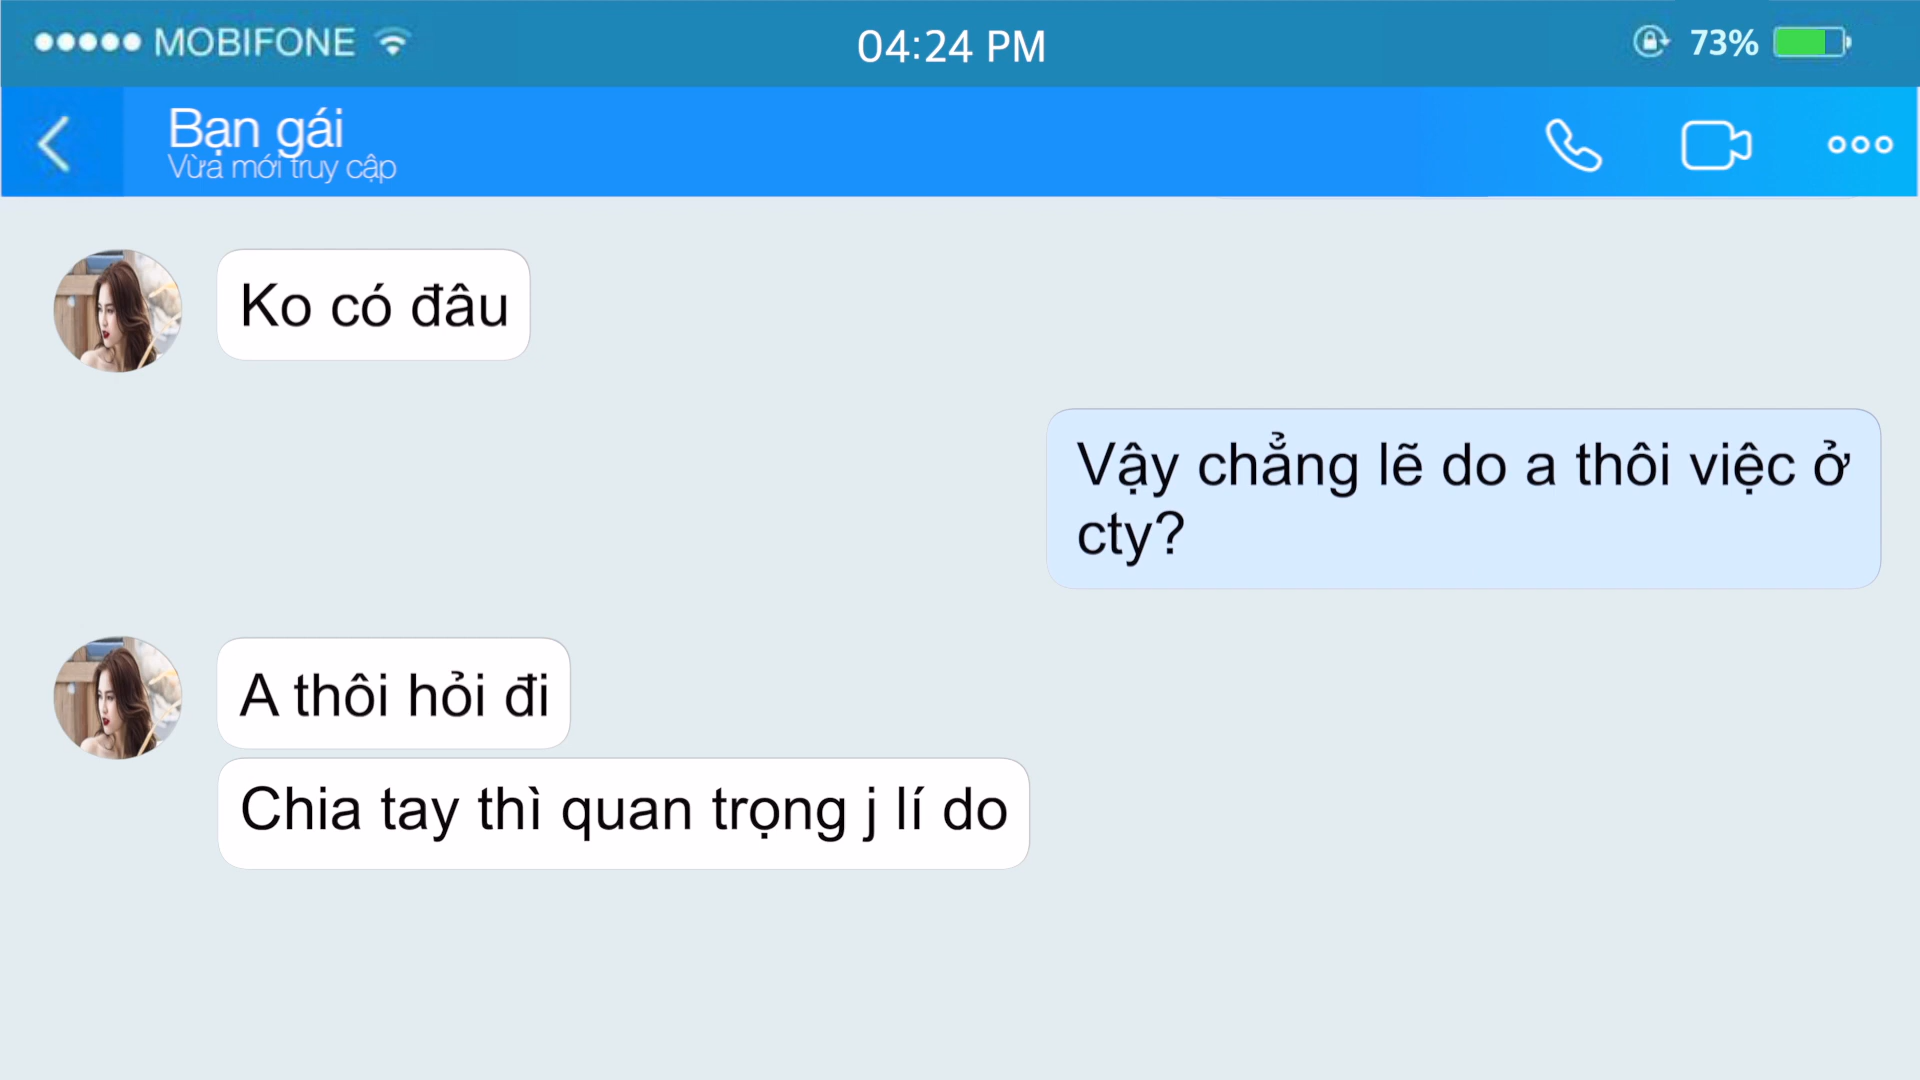 MOBIFONE
04:24 PM
73%
Bạn gái
Vừa mới truy cập
Ko có đâu
Vậy chẳng lẽ do a thôi việc ở
cty?
A thôi hỏi đi
Chia tay thì quan trọng j lí do